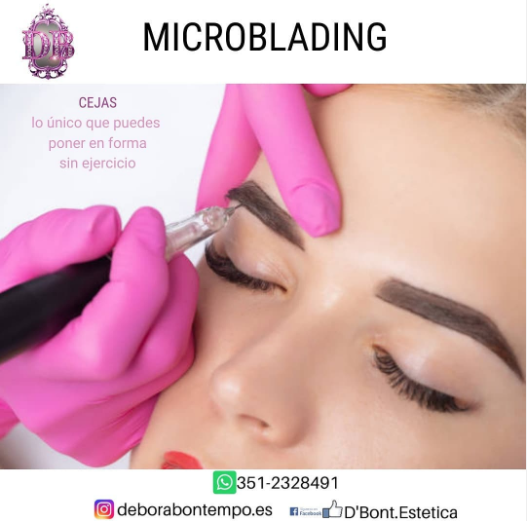 DB
MICROBLADING
CEJAS
lo único que puedes
poner en forma
sin ejercicio
351-2328491
deborabontempo.es
D'Bont.Estetica